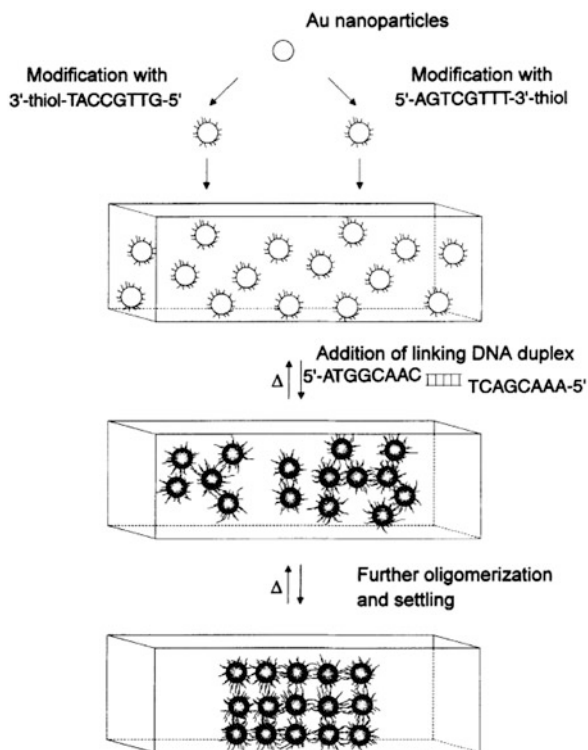 Au nanoparticles
Modification with
3'-thiol-TACCGTTG-5'
Modification with
5'-AGTCGTTT-3'-thiol
Addition of linking DNA duplex
Δ
5'-ATGGCAAC
TCAGCAAA-5'
Δ
Further oligomerization
and settling